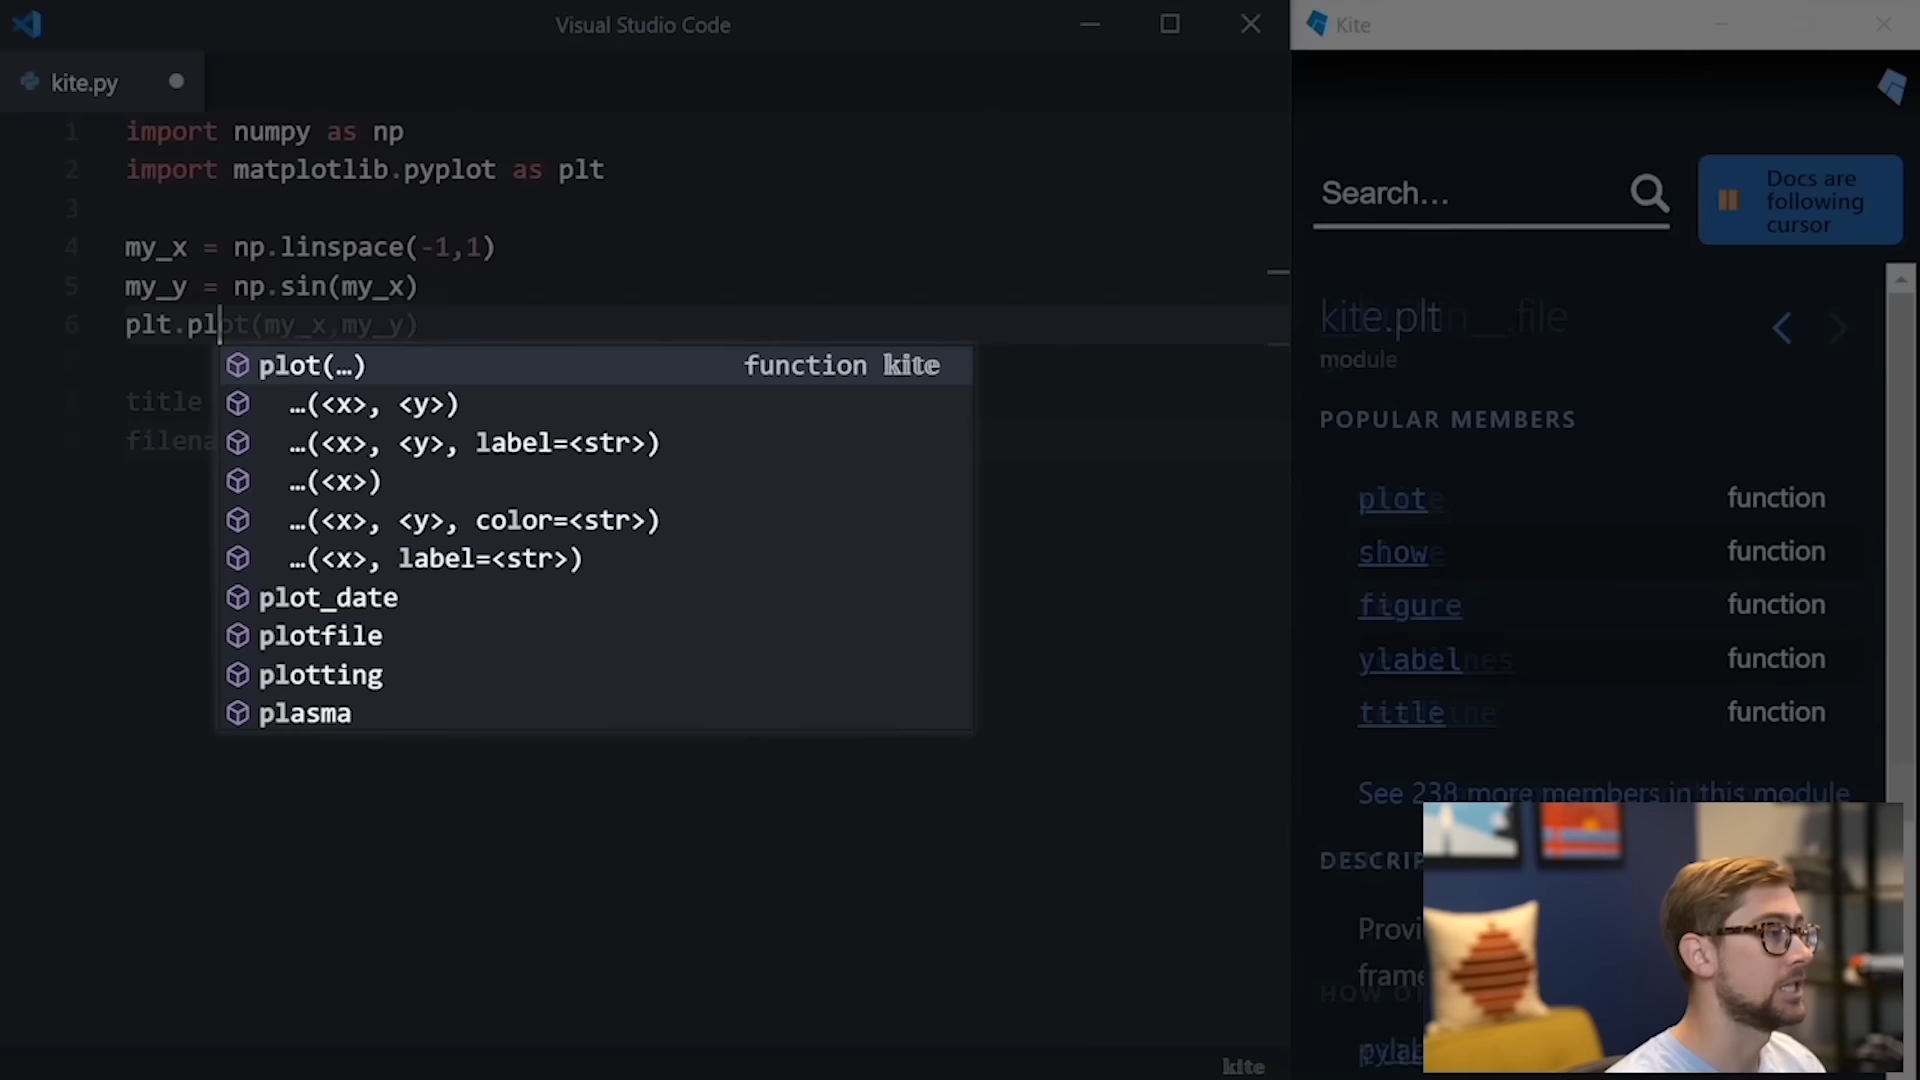 Visual Studio Code
Kite
kite.py
1 import numpy as np
2 import matplotlib.pyplot as plt
3
4 my_x = np.linspace(-1,1)
5 my_y = np.sin(my_x)
6 plt.plot(my_x,my_y)
title
filena
plot(…) function kite
…(<x>, <y>)
…(<x>, <y>, label=<str>)
…(<x>)
…(<x>, <y>, color=<str>)
…(<x>, label=<str>)
plot_date
plotfile
plotting
plasma
kite
Search...
Docs are
following
cursor
kite.plt
module
POPULAR MEMBERS
plot function
show function
figure function
ylabel function
title function
See 238 more members in this module
DESCRIP
Provi
frame
HOW OT
pylab